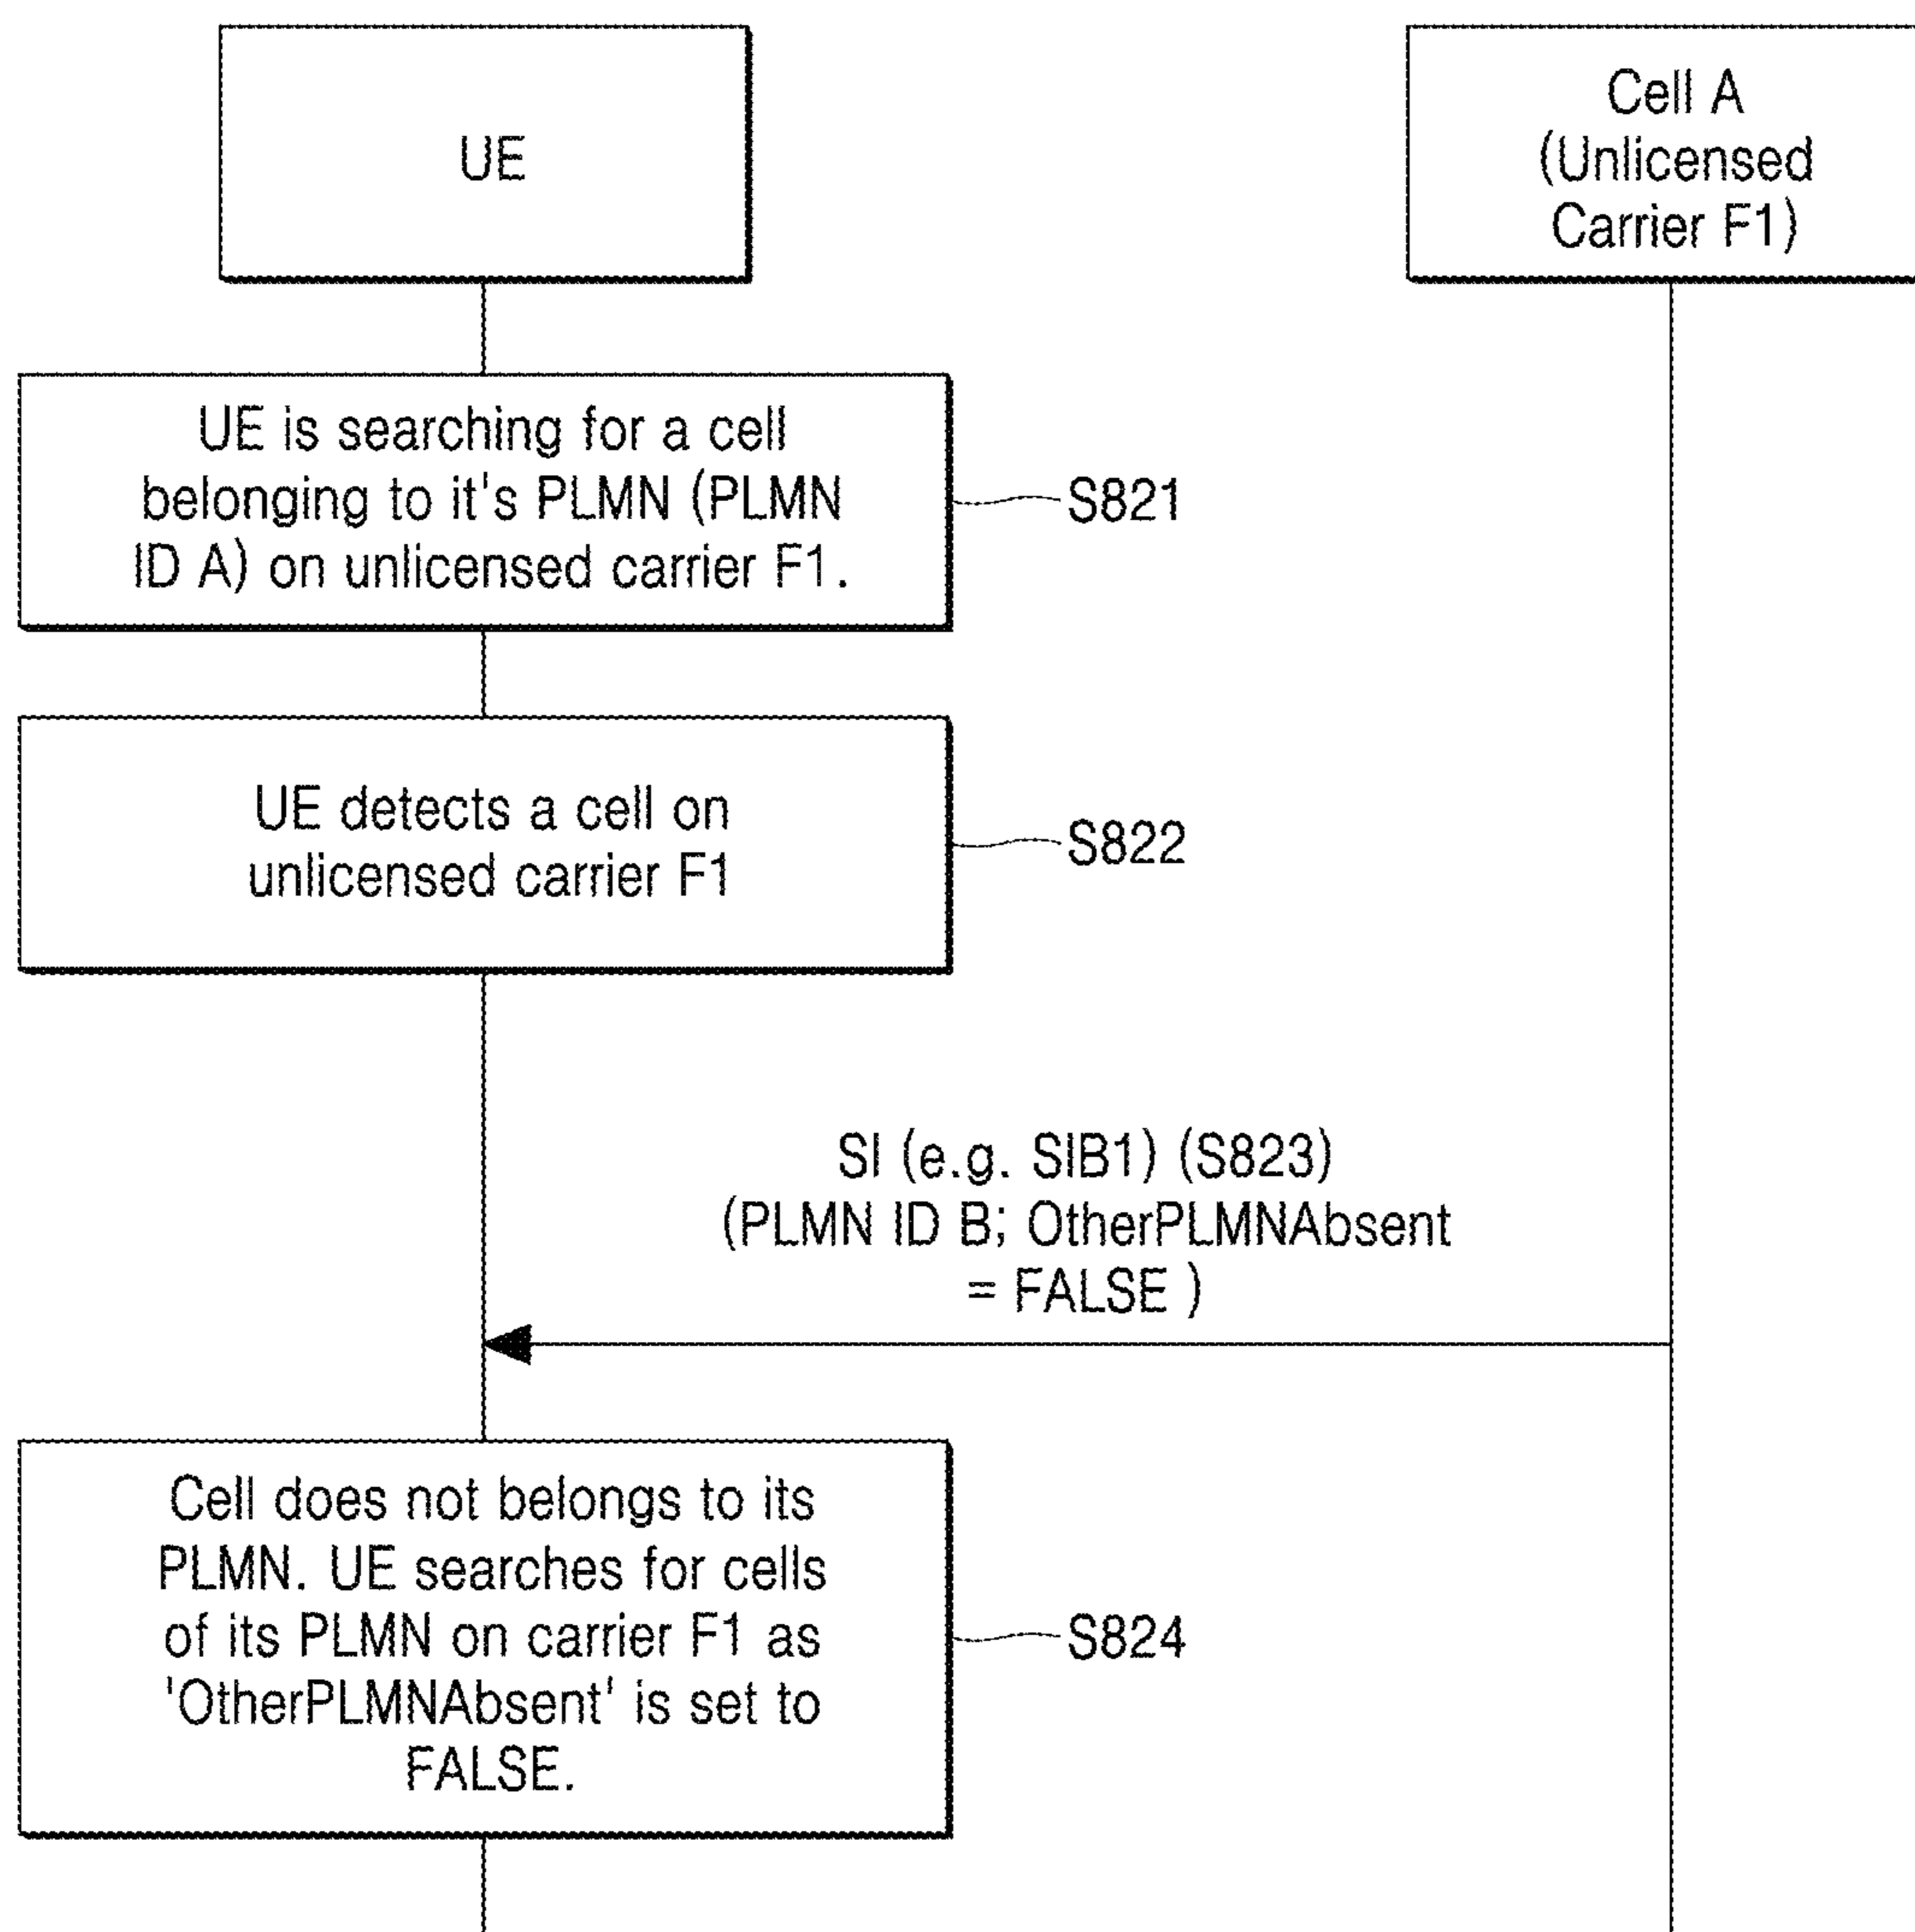 UE
Cell A
(Unlicensed
Carrier F1)
UE is searching for a cell
belonging to it's PLMN (PLMN
ID A) on unlicensed carrier F1.
S821
UE detects a cell on
unlicensed carrier F1
S822
SI (e.g. SIB1) (S823)
(PLMN ID B; OtherPLMNAbsent
= FALSE )
Cell does not belongs to its
PLMN. UE searches for cells
of its PLMN on carrier F1 as
'OtherPLMNAbsent' is set to
FALSE.
S824